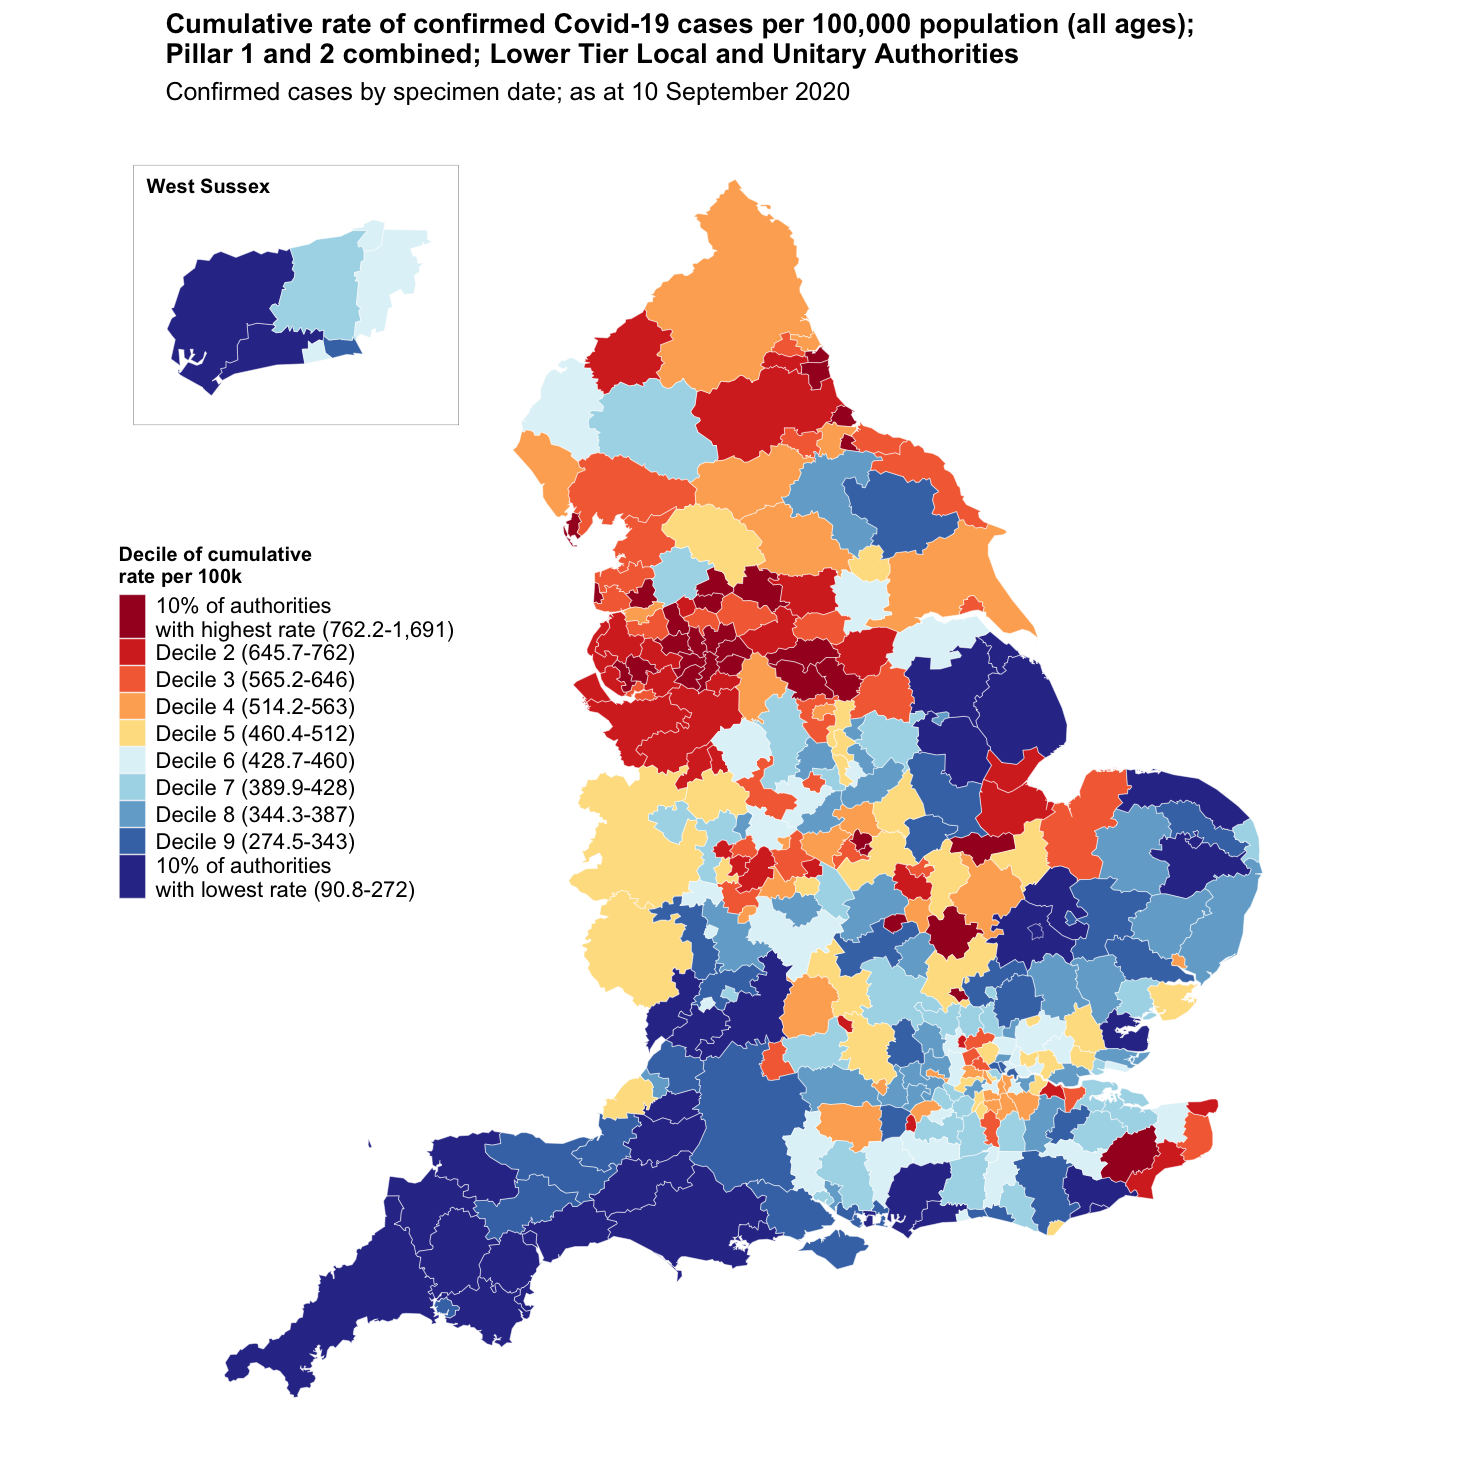 Cumulative rate of confirmed Covid-19 cases per 100,000 population (all ages);
Pillar 1 and 2 combined; Lower Tier Local and Unitary Authorities
Confirmed cases by specimen date; as at 10 September 2020
West Sussex
Decile of cumulative
rate per 100k
10% of authorities
with highest rate (762.2-1,691)
Decile 2 (645.7-762)
Decile 3 (565.2-646)
Decile 4 (514.2-563)
Decile 5 (460.4-512)
Decile 6 (428.7-460)
Decile 7 (389.9-428)
Decile 8 (344.3-387)
Decile 9 (274.5-343)
10% of authorities
with lowest rate (90.8-272)